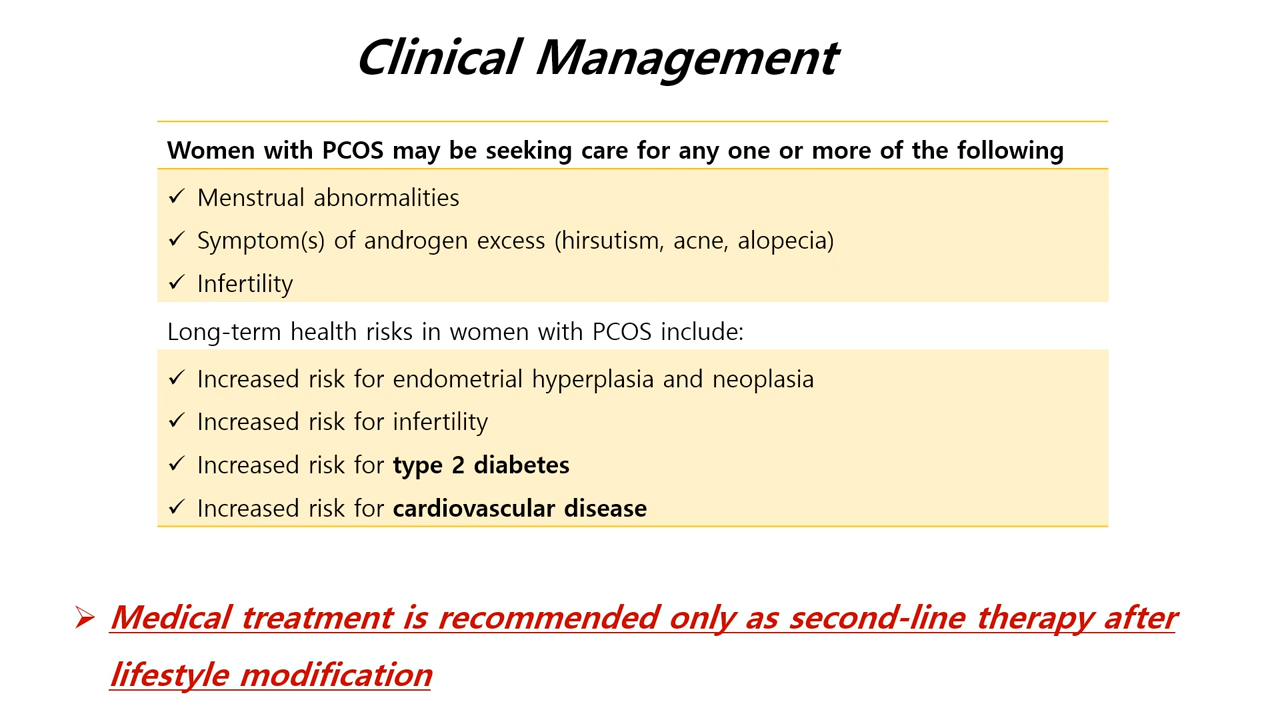 Clinical Management
Women with PCOS may be seeking care for any one or more of the following
✓ Menstrual abnormalities
✓ Symptom(s) of androgen excess (hirsutism, acne, alopecia)
✓ Infertility
Long-term health risks in women with PCOS include:
✓ Increased risk for endometrial hyperplasia and neoplasia
✓ Increased risk for infertility
✓ Increased risk for type 2 diabetes
✓ Increased risk for cardiovascular disease
➢ Medical treatment is recommended only as second-line therapy after
lifestyle modification